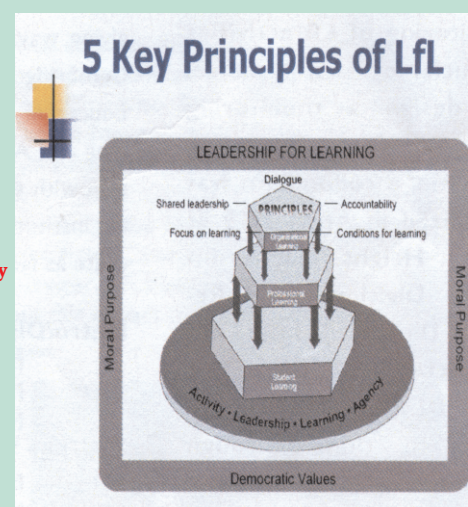 5 Key Principles of LfL
LEADERSHIP FOR LEARNING
Dialogue
Shared leadership
PRINCIPLES
Accountability
Focus on learning
Organisational
Learning
Conditions for learning
Professional
Learning
Student
Learning
Activity • Leadership • Learning • Agency
Moral Purpose
Moral Purpose
Democratic Values